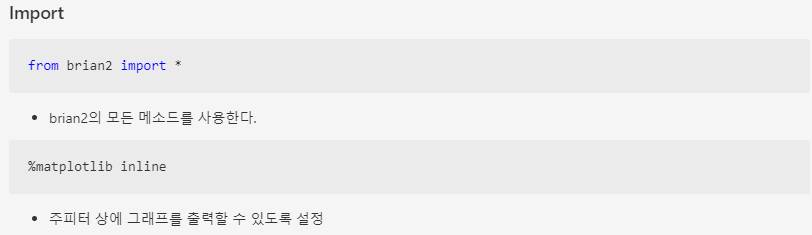 Import
from brian2 import *
• brian2의 모든 메소드를 사용한다.
%matplotlib inline
• 주피터 상에 그래프를 출력할 수 있도록 설정